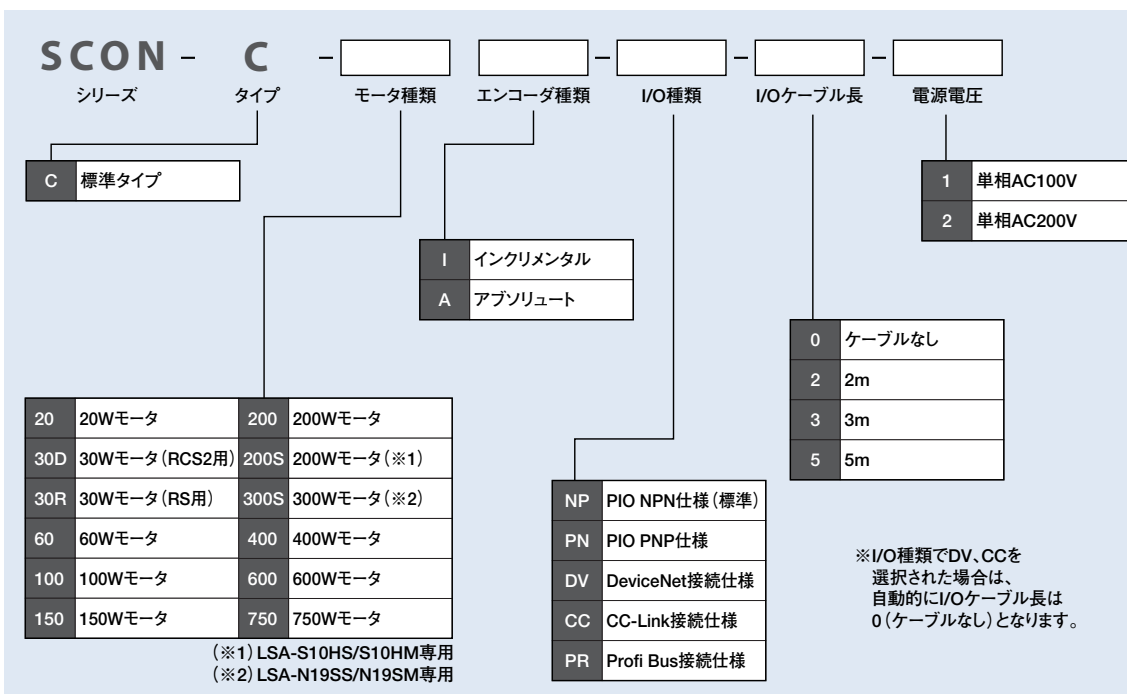 SCON - C - - - -
シリーズ タイプ モータ種類 エンコーダ種類 I/O種類 I/Oケーブル長 電源電圧
C 標準タイプ
1 単相AC100V
2 単相AC200V
I インクリメンタル
A アブソリュート
0 ケーブルなし
2 2m
3 3m
5 5m
20 20Wモータ 200 200Wモータ
30D 30Wモータ(RCS2用) 200S 200Wモータ(※1)
30R 30Wモータ(RS用) 300S 300Wモータ(※2)
60 60Wモータ 400 400Wモータ
100 100Wモータ 600 600Wモータ
150 150Wモータ 750 750Wモータ
(※1)LSA-S10HS/S10HM専用
(※2)LSA-N19SS/N19SM専用
NP PIO NPN仕様(標準)
PN PIO PNP仕様
DV DeviceNet接続仕様
CC CC-Link接続仕様
PR Profi Bus接続仕様
※I/O種類でDV、CCを
選択された場合は、
自動的にI/Oケーブル長は
0(ケーブルなし)となります。